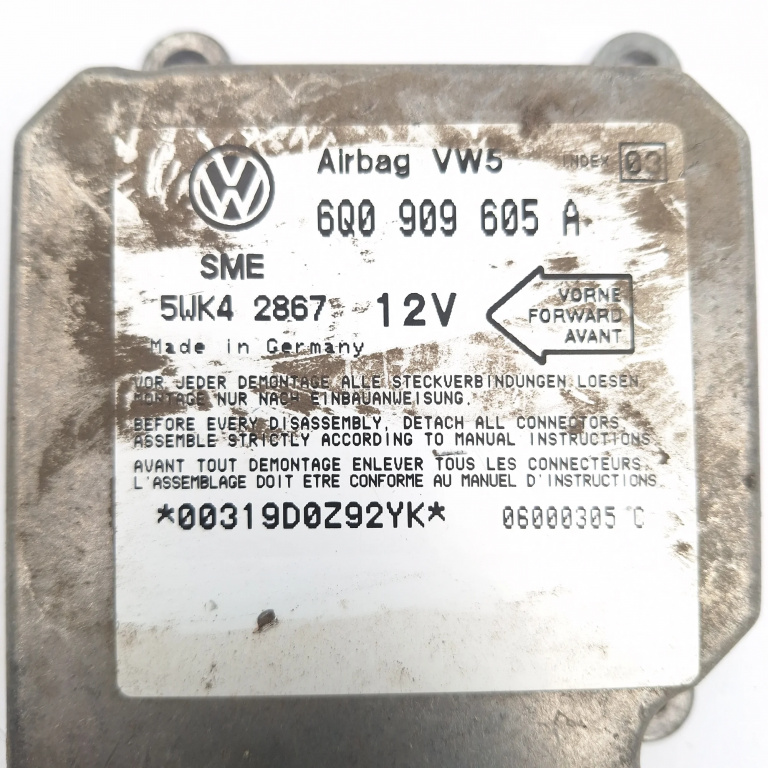 Airbag VW5 INDEX 03
VW
6Q0 909 605 A
SME
5WK4 2867 12V
VORNE
FORWARD
AVANT
Made in Germany
VOR JEDER DEMONTAGE ALLE STECKVERBINDUNGEN LOESEN,
MONTAGE NUR NACH EINBAUANWEISUNG.
BEFORE EVERY DISASSEMBLY, DETACH ALL CONNECTORS,
ASSEMBLE STRICTLY ACCORDING TO MANUAL INSTRUCTIONS
AVANT TOUT DEMONTAGE ENLEVER TOUS LES CONNECTEURS.
L'ASSEMBLAGE DOIT ETRE CONFORME AU MANUEL D'INSTRUCTIONS.
*00319D0Z92YK* 06000305 C